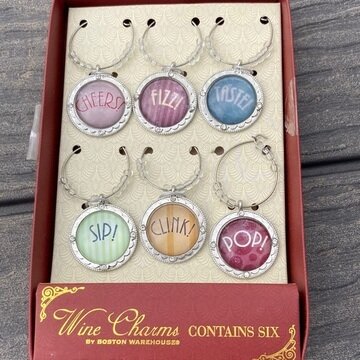 CHEERS!
FIZZ!
TASTE!
SIP!
CLINK!
POP!
Wine Charms CONTAINS SIX
BY BOSTON WAREHOUSE®